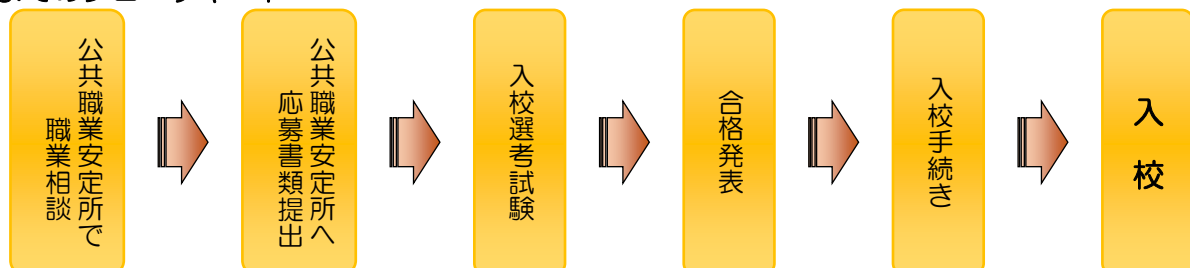 公共職業安定所で
職業相談
公共職業安定所へ
応募書類提出
入校選考試験
合格発表
入校手続き
入校